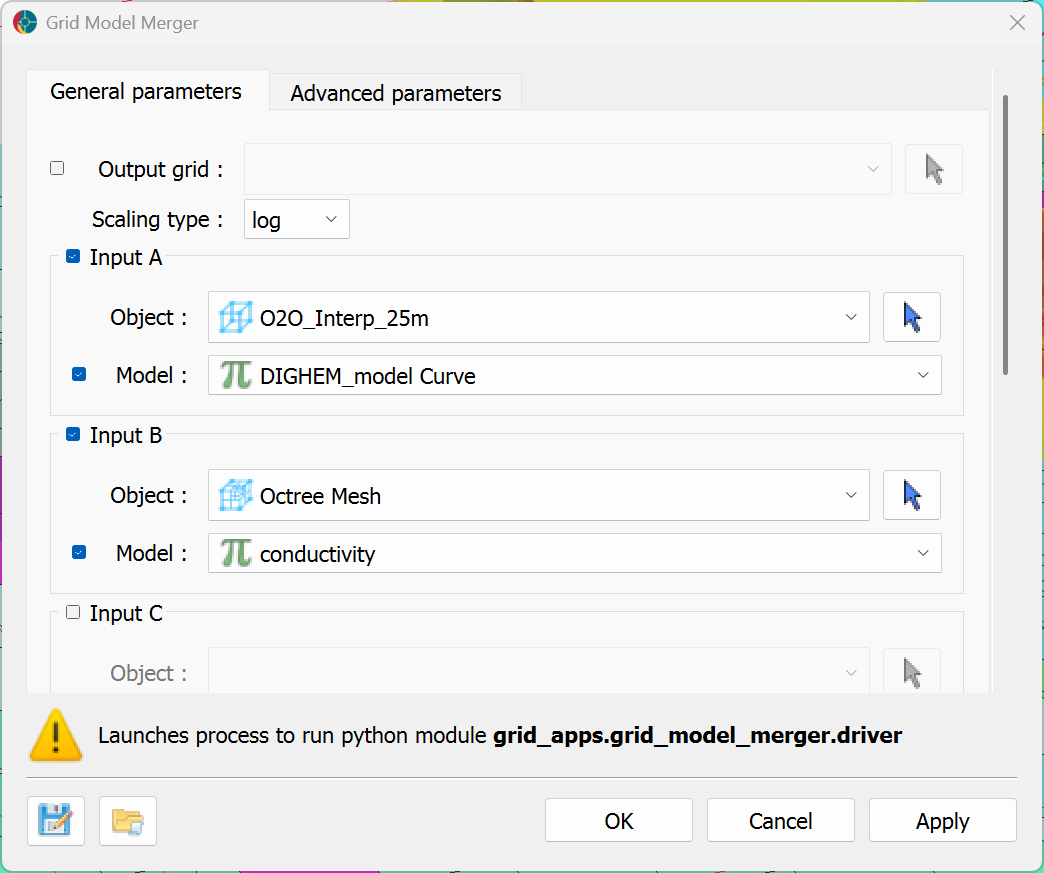 Grid Model Merger
General parameters
Advanced parameters
Output grid :
Scaling type : log
Input A
Object : O2O_Interp_25m
Model : DIGHEM_model Curve
Input B
Object : Octree Mesh
Model : conductivity
Input C
Object :
Launches process to run python module grid_apps.grid_model_merger.driver
OK Cancel Apply